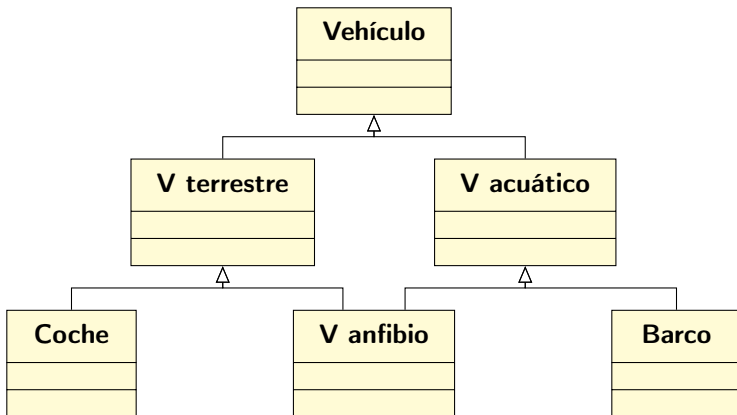 Vehículo
V terrestre
V acuático
Coche
V anfibio
Barco